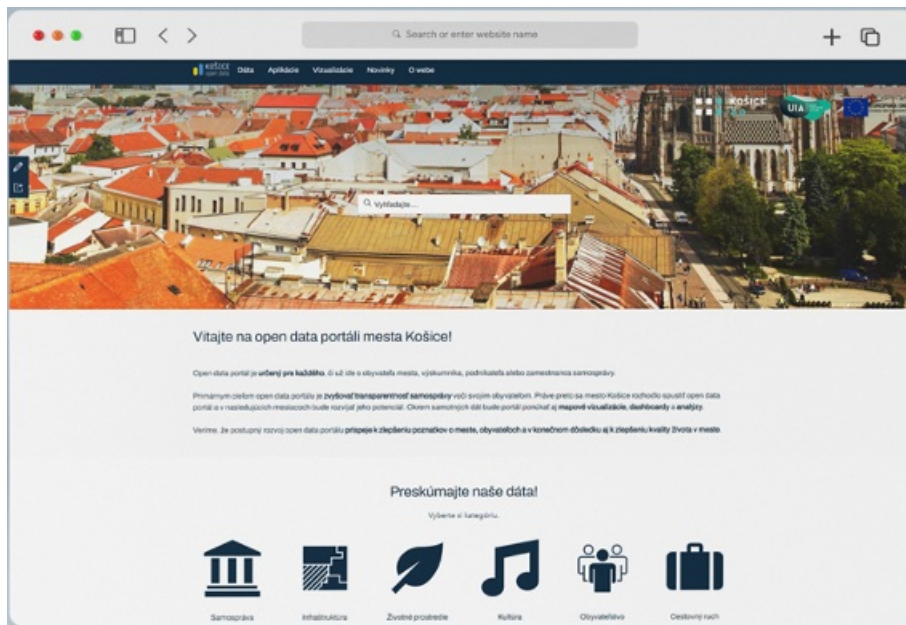 Search or enter website name
KOŠICE
open data
Dáta Aplikácie Vizualizácie Novinky O webe
KOŠICE
UIA
Vyhľadajte...
Vitajte na open data portáli mesta Košice!
Open data portál je určený pre každého, či už ide o obyvateľa mesta, výskumníka, podnikateľa alebo zamestnanca samosprávy.
Primárnym cieľom open data portálu je zvyšovať transparentnosť samosprávy voči svojim obyvateľom. Práve preto sa mesto Košice rozhodlo spustiť open data
portál a v nasledujúcich mesiacoch bude rozvíjať jeho potenciál. Okrem samotných dát bude portál ponúkať aj mapové vizualizácie, dashboardy a analýzy.
Veríme, že postupný rozvoj open data portálu prispeje k zlepšeniu poznatkov o meste, obyvateľoch a v konečnom dôsledku aj k zlepšeniu kvality života v meste.
Preskúmajte naše dáta!
Vyberte si kategóriu.
Samospráva Infraštruktúra Životné prostredie Kultúra Obyvateľstvo Cestovný ruch